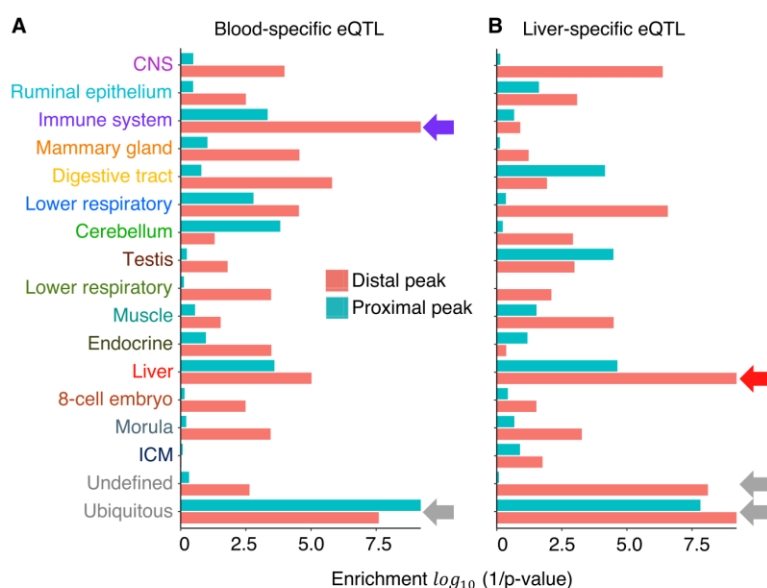 A
Blood-specific eQTL
B
Liver-specific eQTL
CNS
Ruminal epithelium
Immune system
Mammary gland
Digestive tract
Lower respiratory
Cerebellum
Testis
Lower respiratory
Muscle
Endocrine
Liver
8-cell embryo
Morula
ICM
Undefined
Ubiquitous
Distal peak
Proximal peak
0 2.5 5.0 7.5
0 2.5 5.0 7.5
Enrichment log₁₀ (1/p-value)